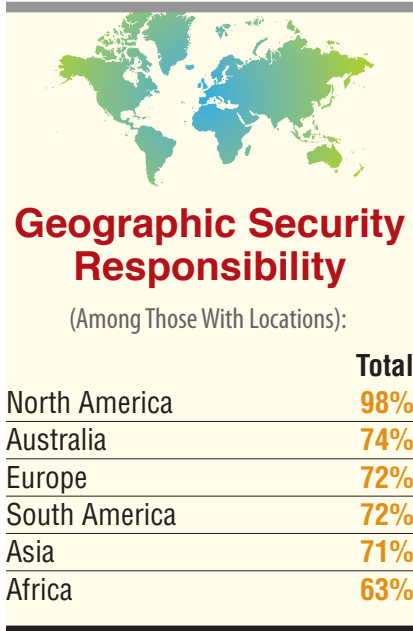 Geographic Security
Responsibility
(Among Those With Locations):
Total
North America 98%
Australia 74%
Europe 72%
South America 72%
Asia 71%
Africa 63%